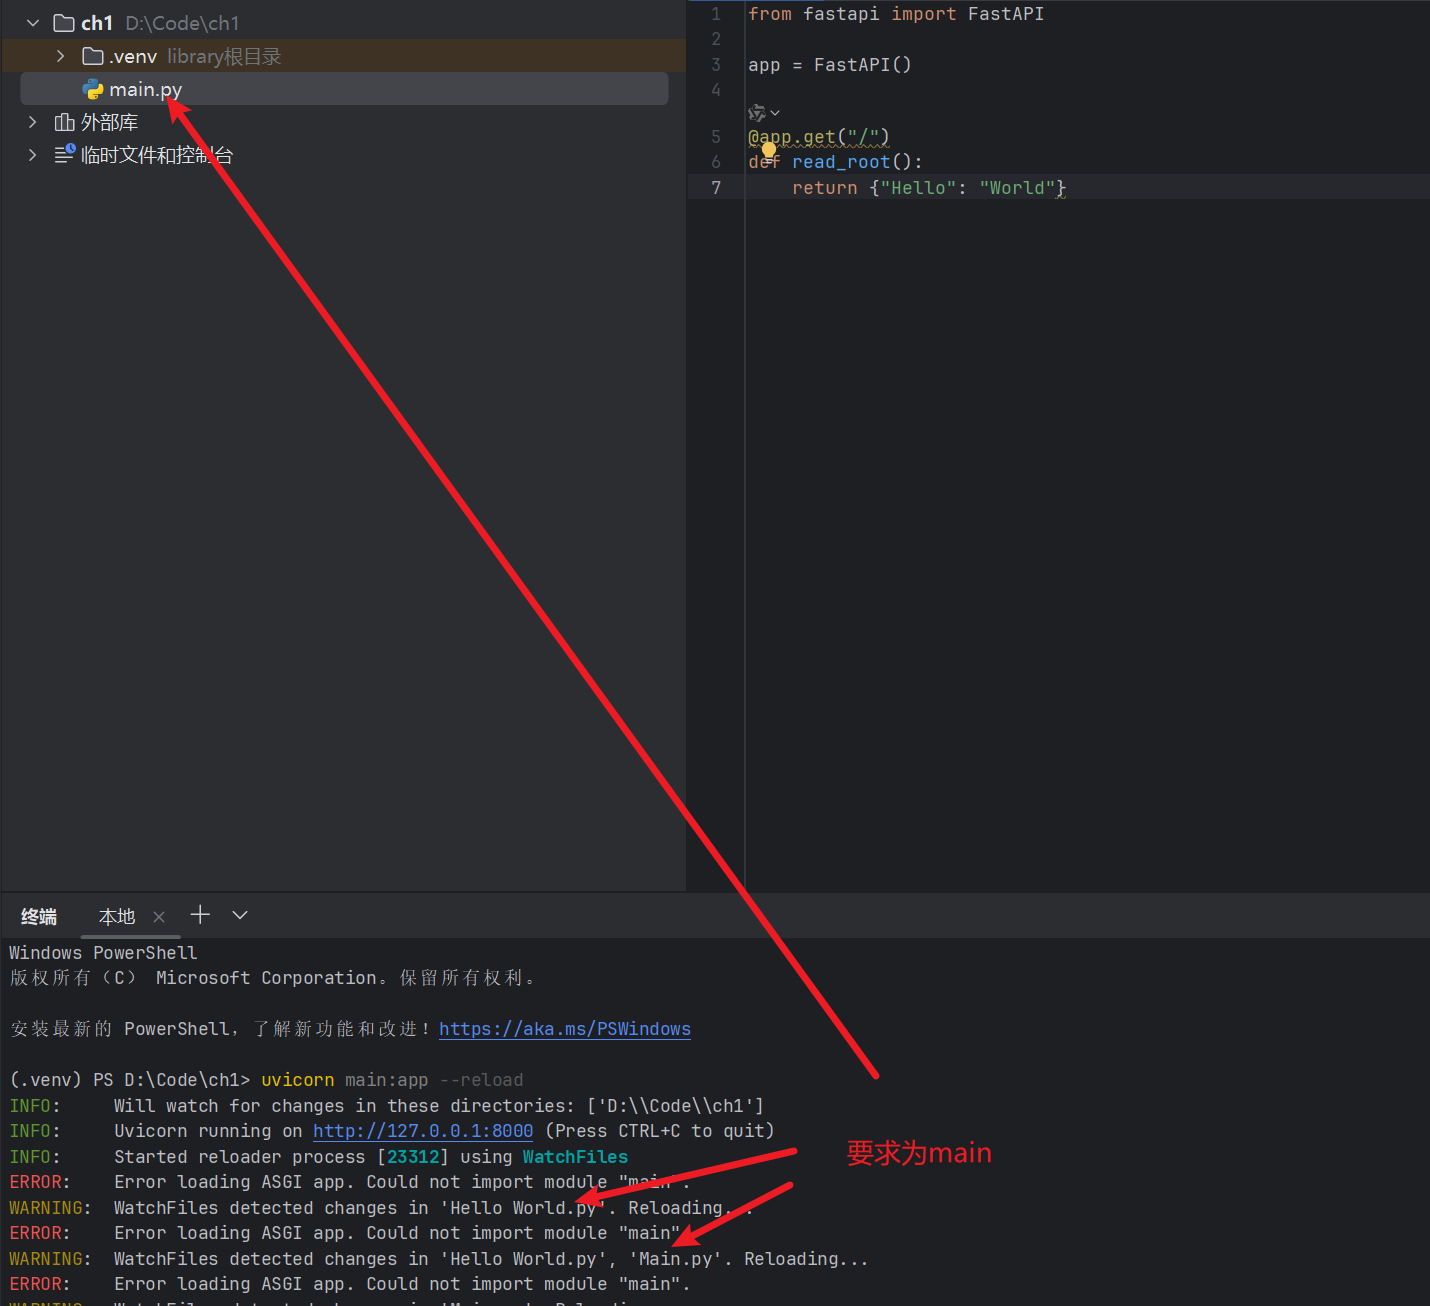 ch1 D:\Code\ch1
.venv library根目录
main.py
外部库
临时文件和控制台
1 from fastapi import FastAPI
2
3 app = FastAPI()
4
5 @app.get("/")
6 def read_root():
7 return {"Hello": "World"}
终端 本地
Windows PowerShell
版权所有（C） Microsoft Corporation。保留所有权利。
安装最新的 PowerShell，了解新功能和改进！https://aka.ms/PSWindows
(.venv) PS D:\Code\ch1> uvicorn main:app --reload
INFO: Will watch for changes in these directories: ['D:\\Code\\ch1']
INFO: Uvicorn running on http://127.0.0.1:8000 (Press CTRL+C to quit)
INFO: Started reloader process [23312] using WatchFiles
要求为main
ERROR: Error loading ASGI app. Could not import module "main".
WARNING: WatchFiles detected changes in 'Hello World.py'. Reloading...
ERROR: Error loading ASGI app. Could not import module "main".
WARNING: WatchFiles detected changes in 'Hello World.py', 'Main.py'. Reloading...
ERROR: Error loading ASGI app. Could not import module "main".